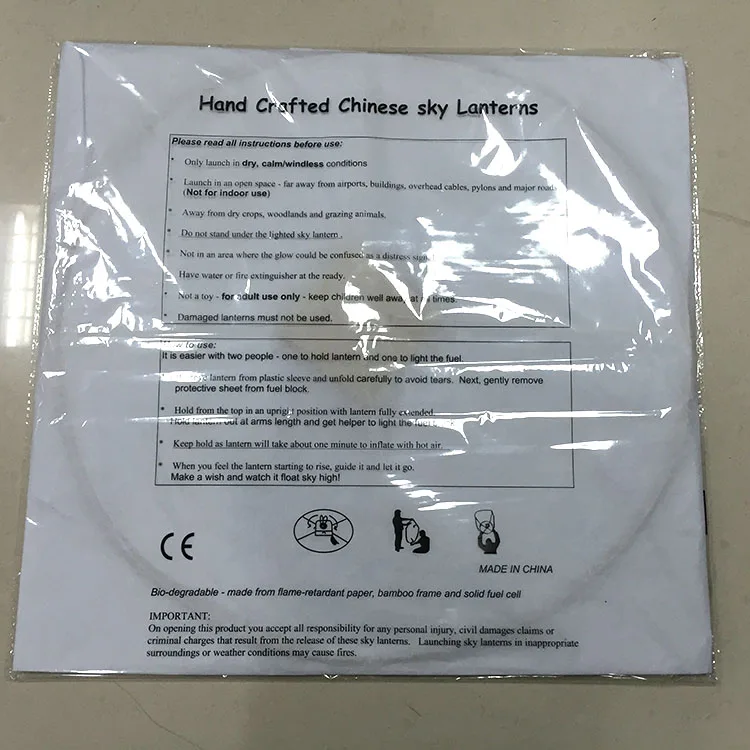 Hand Crafted Chinese sky Lanterns
Please read all instructions before use:
* Only launch in dry, calm/windless conditions
* Launch in an open space - far away from airports, buildings, overhead cables, pylons and major roads
(Not for indoor use)
* Away from dry crops, woodlands and grazing animals.
* Do not stand under the lighted sky lantern .
* Not in an area where the glow could be confused as a distress
Have water or fire extinguisher at the ready.
* Not a toy - for adult use only - keep children well away at times.
* Damaged lanterns must not be used.
to use:
It is easier with two people - one to hold lantern and one to light the fuel.
lantern from plastic sleeve and unfold carefully to avoid tears. Next, gently remove
protective sheet from fuel block.
* Hold from the top in an upright position with lantern fully extended.
Hold lantern out at arms length and get helper to light the fuel
* Keep hold as lantern will take about one minute to inflate with hot air.
* When you feel the lantern starting to rise, guide it and let it go.
Make a wish and watch it float sky high!
CE
MADE IN CHINA
Bio-degradable - made from flame-retardant paper, bamboo frame and solid fuel cell
IMPORTANT:
On opening this product you accept all responsibility for any personal injury, civil damages claims or
criminal charges that result from the release of these sky lanterns. Launching sky lanterns in inappropriate
surroundings or weather conditions may cause fires.